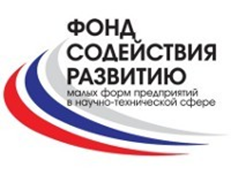 ФОНД
СОДЕЙСТВИЯ
РАЗВИТИЮ
малых форм предприятий
в научно-технической сфере